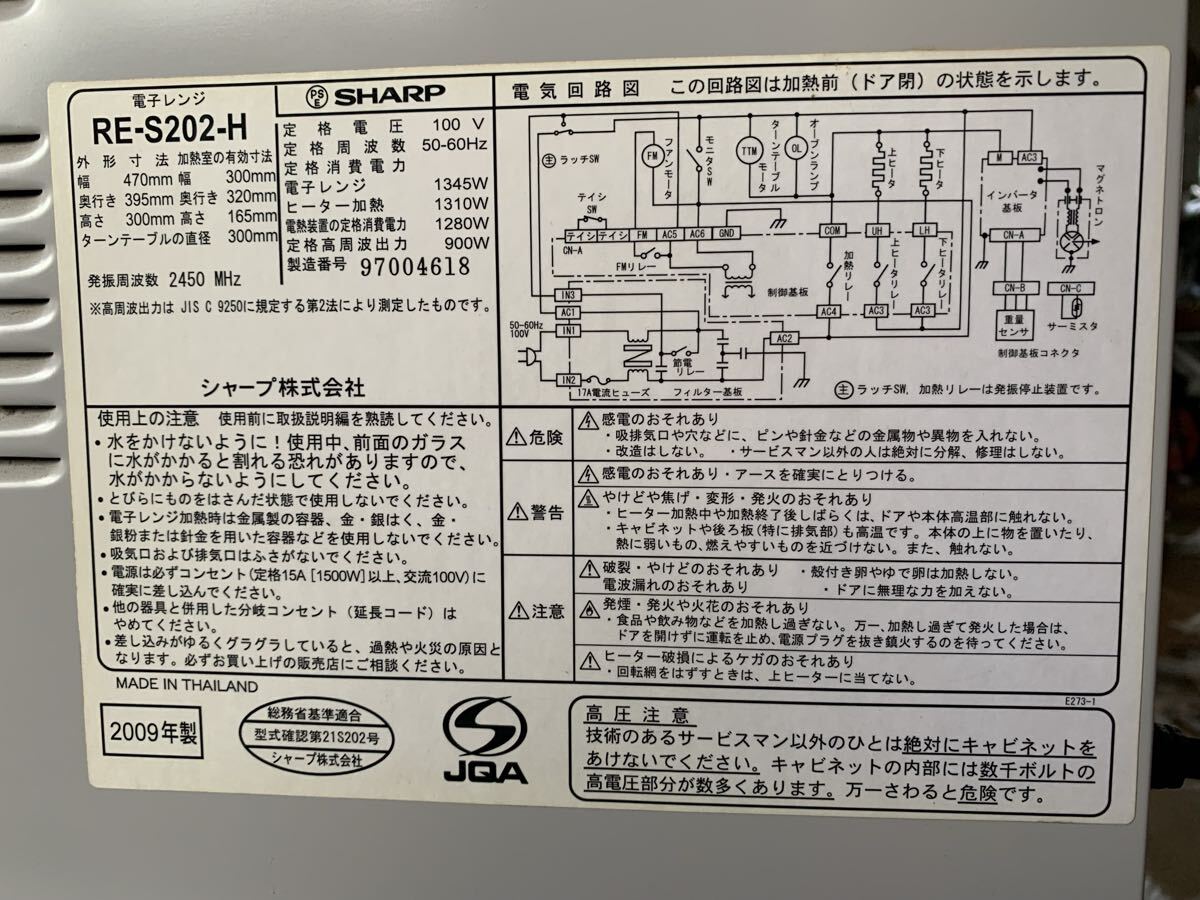 電子レンジ
RE-S202-H
外形寸法 加熱室の有効寸法
幅 470mm 幅 300mm
奥行き 395mm 奥行き 320mm
高さ 300mm 高さ 165mm
ターンテーブルの直径 300mm
発振周波数 2450 MHz
PSE SHARP
定格電圧 100 V
定格周波数 50-60Hz
定格消費電力
電子レンジ 1345W
ヒーター加熱 1310W
電熱装置の定格消費電力 1280W
定格高周波出力 900W
製造番号 97004618
※高周波出力は JIS C 9250に規定する第2法により測定したものです。
シャープ株式会社
電気回路図 この回路図は加熱前(ドア閉)の状態を示します。
主 ラッチSW
FM
ファンモータ
モニタSW
TTM
ターンテーブルモータ
OL
オーブンランプ
上ヒータ
下ヒータ
M AC3
インバータ基板
CN-A
マグネトロン
テイシSW
テイシ テイシ FM AC5 AC6 GND
CN-A
FMリレー
COM UH LH
加熱リレー
上ヒータリレー
下ヒータリレー
制御基板
AC4 AC3 AC3
CN-B CN-C
重量センサ
サーミスタ
制御基板コネクタ
IN3
AC1
50-60Hz
100V
IN1
IN2
AC2
節電リレー
17A電流ヒューズ フィルター基板
主 ラッチSW, 加熱リレーは発振停止装置です。
使用上の注意 使用前に取扱説明編を熟読してください。
・水をかけないように!使用中、前面のガラス
に水がかかると割れる恐れがありますので、
水がかからないようにしてください。
・とびらにものをはさんだ状態で使用しないでください。
・電子レンジ加熱時は金属製の容器、金・銀はく、金・
銀粉または針金を用いた容器などを使用しないでください。
・吸気口および排気口はふさがないでください。
・電源は必ずコンセント(定格15A [1500W]以上、交流100V)に
確実に差し込んでください。
・他の器具と併用した分岐コンセント(延長コード)は
やめてください。
・差し込みがゆるくグラグラしていると、過熱や火災の原因と
なります。必ずお買い上げの販売店にご相談ください。
⚠危険
感電のおそれあり
・吸排気口や穴などに、ピンや針金などの金属物や異物を入れない。
・改造はしない。 ・サービスマン以外の人は絶対に分解、修理はしない。
⚠警告
感電のおそれあり・アースを確実にとりつける。
やけどや焦げ・変形・発火のおそれあり
・ヒーター加熱中や加熱終了後しばらくは、ドアや本体高温部に触れない。
・キャビネットや後ろ板(特に排気部)も高温です。本体の上に物を置いたり、
熱に弱いもの、燃えやすいものを近づけない。また、触れない。
⚠注意
破裂・やけどのおそれあり ・殻付き卵やゆで卵は加熱しない。
電波漏れのおそれあり ・ドアに無理な力を加えない。
発煙・発火や火花のおそれあり
・食品や飲み物などを加熱し過ぎない。万一、加熱し過ぎて発火した場合は、
ドアを開けずに運転を止め、電源プラグを抜き鎮火するのを待ってください。
ヒーター破損によるケガのおそれあり
・回転網をはずすときは、上ヒーターに当てない。
E273-1
MADE IN THAILAND
2009年製
総務省基準適合
型式確認第21S202号
シャープ株式会社
JQA
高圧注意
技術のあるサービスマン以外のひとは絶対にキャビネットを
あけないでください。キャビネットの内部には数千ボルトの
高電圧部分が数多くあります。万一さわると危険です。